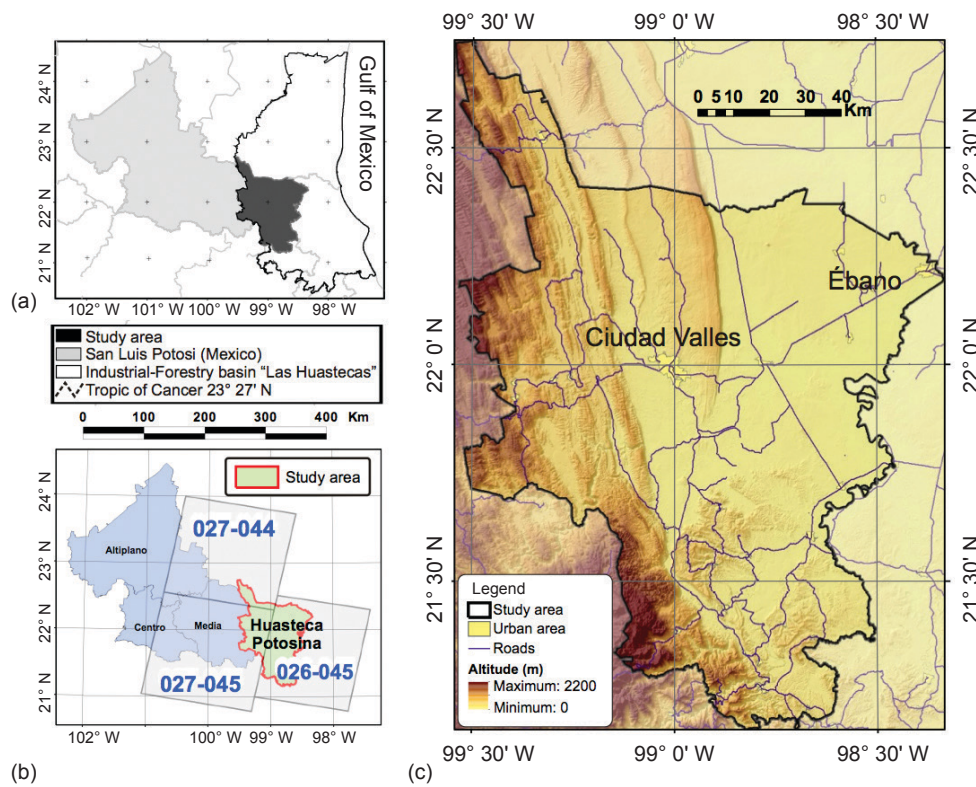 24° N
23° N
22° N
21° N
Gulf of Mexico
102° W
101° W
100° W
99° W
98° W
(a)
Study area
San Luis Potosi (Mexico)
Industrial-Forestry basin "Las Huastecas"
Tropic of Cancer 23° 27' N
0 100 200 300 400 Km
Study area
24° N
23° N
22° N
21° N
027-044
Altiplano
Centro
Media
Huasteca
Potosina
027-045
026-045
102° W
101° W
100° W
99° W
98° W
(b)
99° 30' W
99° 0' W
98° 30' W
0 5 10 20 30 40
Km
22° 30' N
22° 0' N
21° 30' N
Ébano
Ciudad Valles
Legend
Study area
Urban area
Roads
Altitude (m)
Maximum: 2200
Minimum: 0
99° 30' W
99° 0' W
98° 30' W
(c)